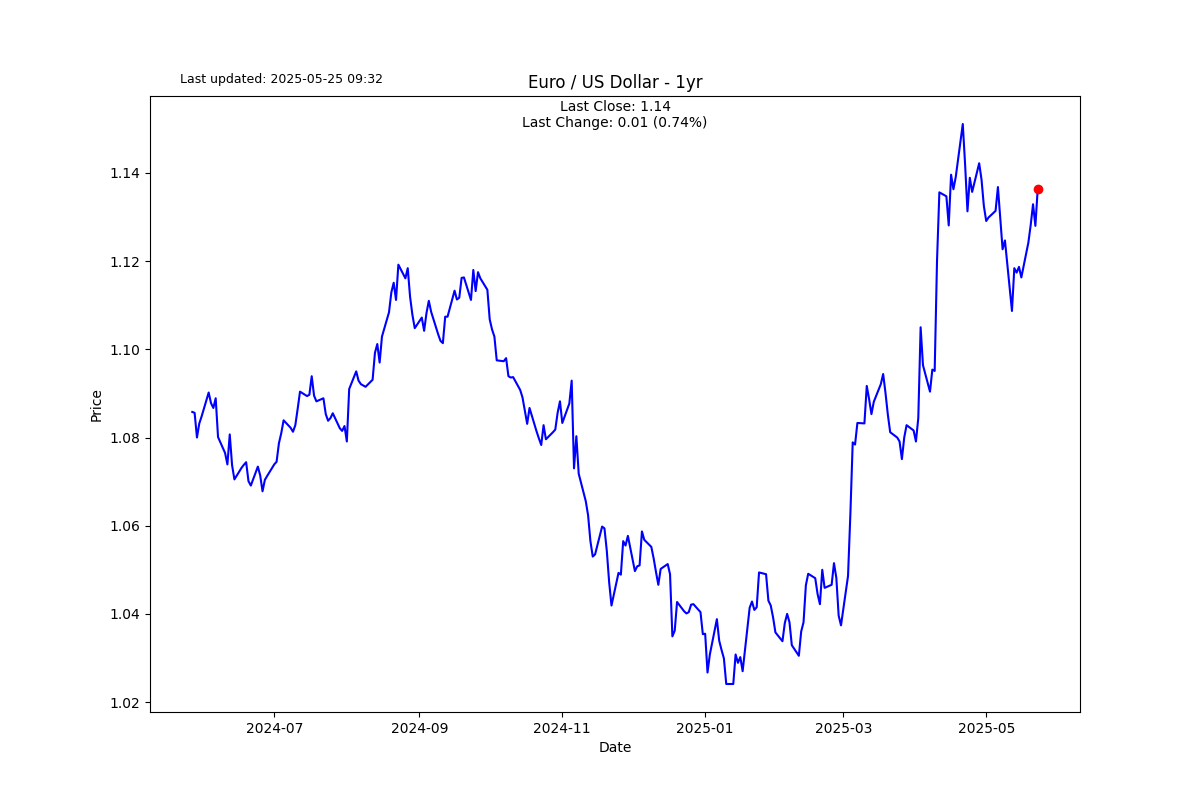 Last updated: 2025-05-25 09:32
Euro / US Dollar - 1yr
Last Close: 1.14
Last Change: 0.01 (0.74%)
Price
1.14
1.12
1.10
1.08
1.06
1.04
1.02
2024-07
2024-09
2024-11
2025-01
2025-03
2025-05
Date